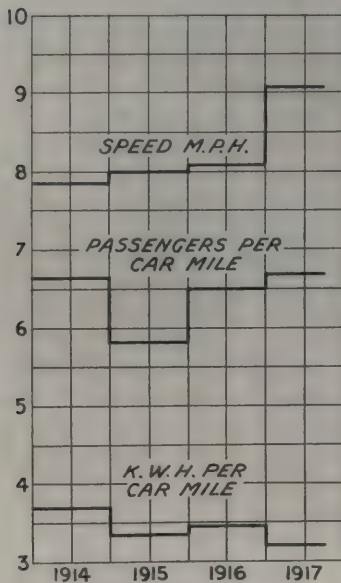 10
9
8
SPEED M.P.H.
7
PASSENGERS PER
CAR MILE
6
5
4
K.W.H. PER
CAR MILE
3
1914 1915 1916 1917